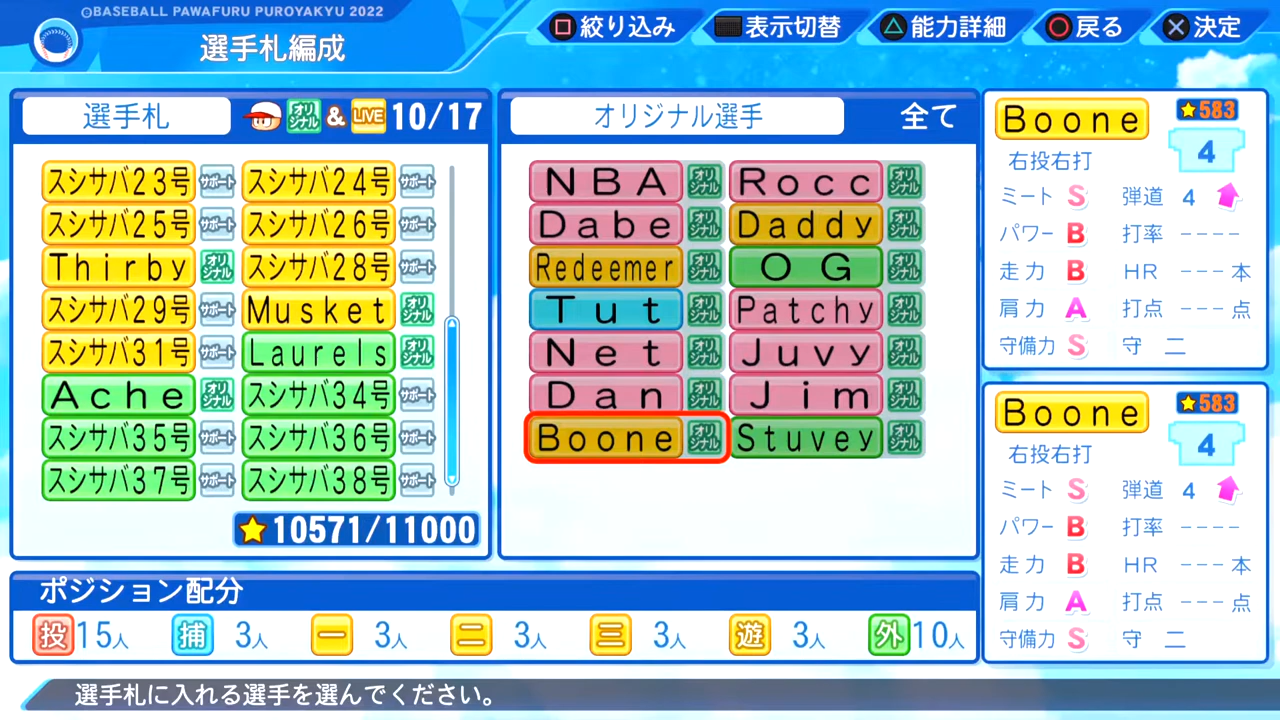 ©BASEBALL PAWAFURU PUROYAKYU 2022
選手札編成
絞り込み 表示切替 能力詳細 戻る 決定
選手札 オリジナル & LIVE 10/17
スシサバ23号 サポート スシサバ24号 サポート
スシサバ25号 サポート スシサバ26号 サポート
Thirby オリジナル スシサバ28号 サポート
スシサバ29号 サポート Musket オリジナル
スシサバ31号 サポート Laurels オリジナル
Ache オリジナル スシサバ34号 サポート
スシサバ35号 サポート スシサバ36号 サポート
スシサバ37号 サポート スシサバ38号 サポート
10571/11000
オリジナル選手 全て
NBA オリジナル Rocc オリジナル
Dabe オリジナル Daddy オリジナル
Redeemer オリジナル OG オリジナル
Tut オリジナル Patchy オリジナル
Net オリジナル Juvy オリジナル
Dan オリジナル Jim オリジナル
Boone オリジナル Stuvey オリジナル
Boone 583
右投右打 4
ミート S 弾道 4
パワー B 打率 ----
走力 B HR ---本
肩力 A 打点 ---点
守備力 S 守 二
Boone 583
右投右打 4
ミート S 弾道 4
パワー B 打率 ----
走力 B HR ---本
肩力 A 打点 ---点
守備力 S 守 二
ポジション配分
投 15人 捕 3人 一 3人 二 3人 三 3人 遊 3人 外 10人
選手札に入れる選手を選んでください。